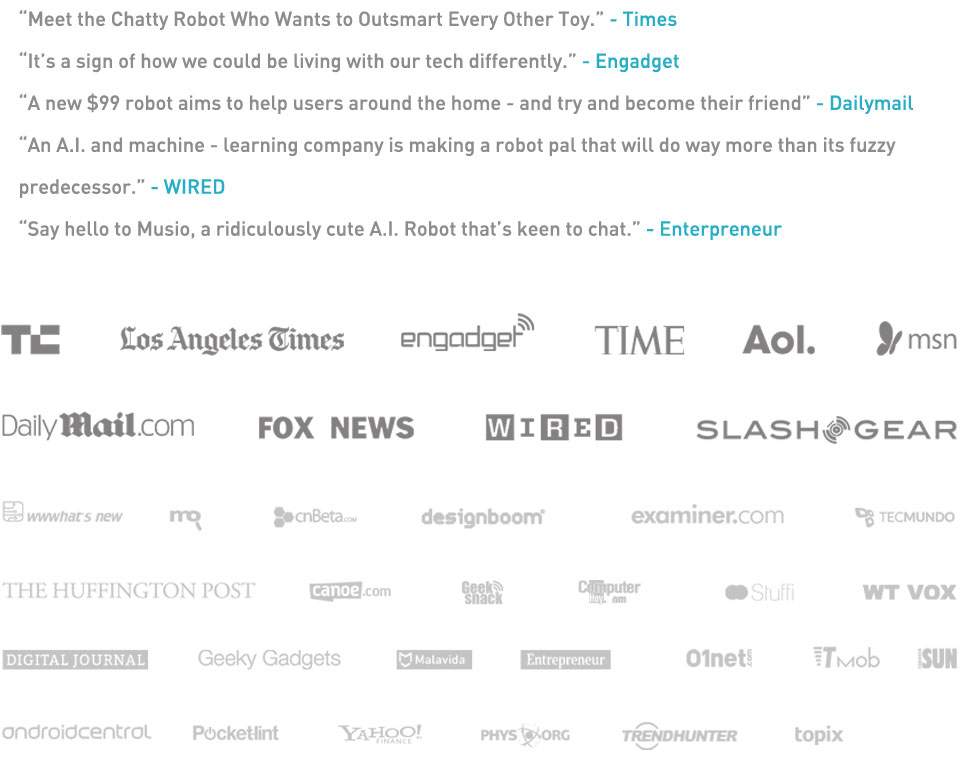 “Meet the Chatty Robot Who Wants to Outsmart Every Other Toy.” - Times
“It’s a sign of how we could be living with our tech differently.” - Engadget
“A new $99 robot aims to help users around the home - and try and become their friend” - Dailymail
“An A.I. and machine - learning company is making a robot pal that will do way more than its fuzzy
predecessor.” - WIRED
“Say hello to Musio, a ridiculously cute A.I. Robot that’s keen to chat.” - Enterpreneur
TC Los Angeles Times engadget TIME Aol. msn
Daily Mail.com FOX NEWS WIRED SLASHGEAR
wwwhat's new mq cnBeta.COM designboom® examiner.com TECMUNDO
THE HUFFINGTON POST canoe.com Geek snack Computer Stuffi WT VOX
DIGITAL JOURNAL Geeky Gadgets Malavida Entrepreneur 01net.com TMob SUN
androidcentral Pocket-lint YAHOO! FINANCE PHYS ORG TRENDHUNTER topix